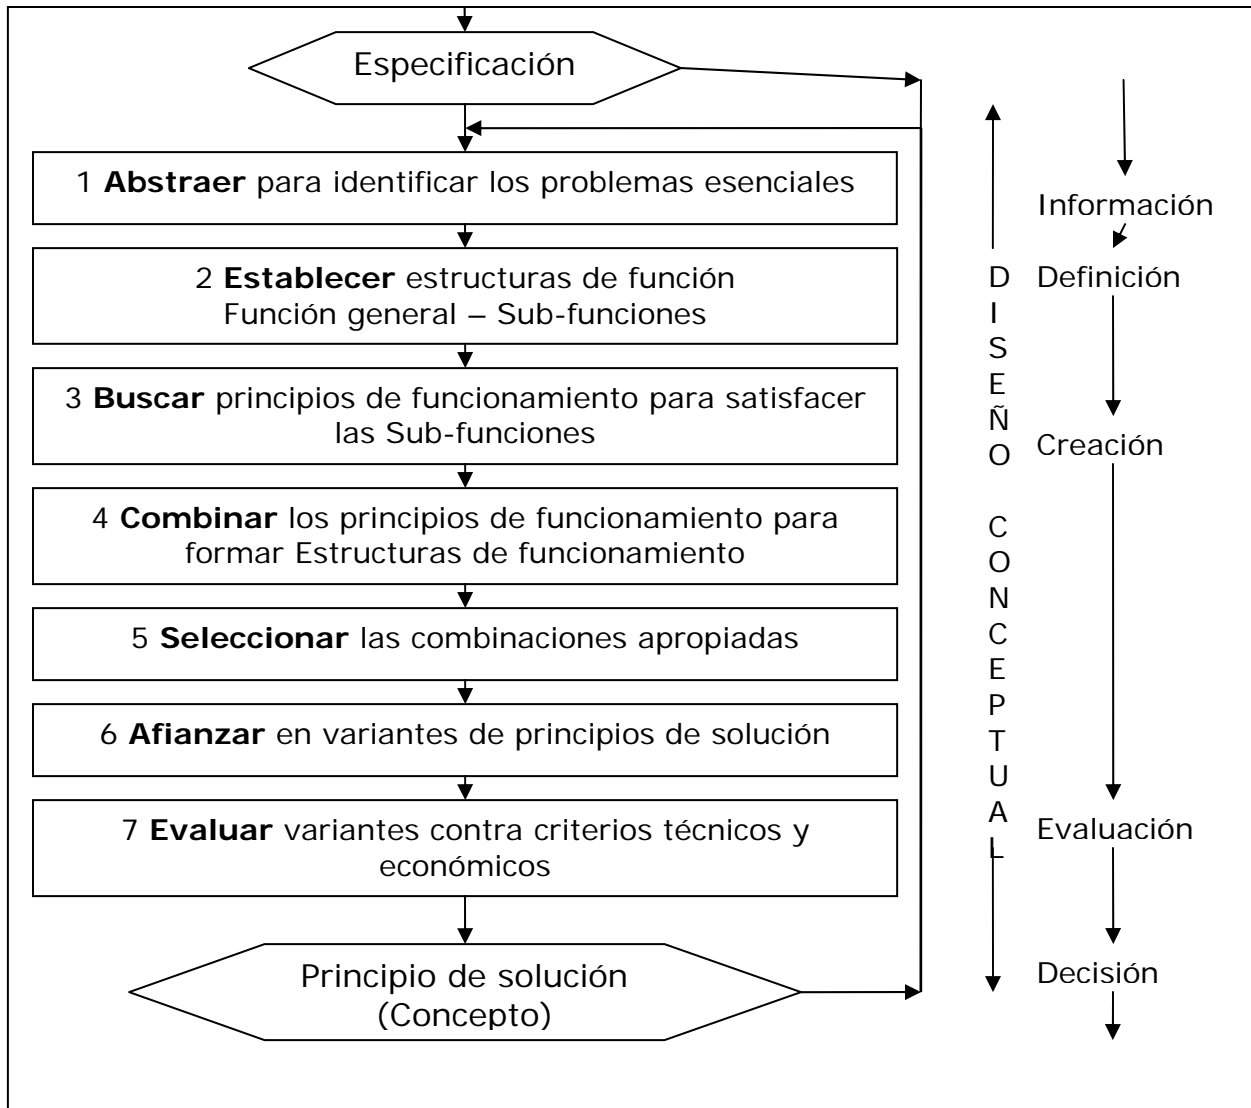 Especificación
1 Abstraer para identificar los problemas esenciales
2 Establecer estructuras de función
Función general – Sub-funciones
3 Buscar principios de funcionamiento para satisfacer
las Sub-funciones
4 Combinar los principios de funcionamiento para
formar Estructuras de funcionamiento
5 Seleccionar las combinaciones apropiadas
6 Afianzar en variantes de principios de solución
7 Evaluar variantes contra criterios técnicos y
económicos
Principio de solución
(Concepto)
DISEÑO CONCEPTUAL
Información
Definición
Creación
Evaluación
Decisión